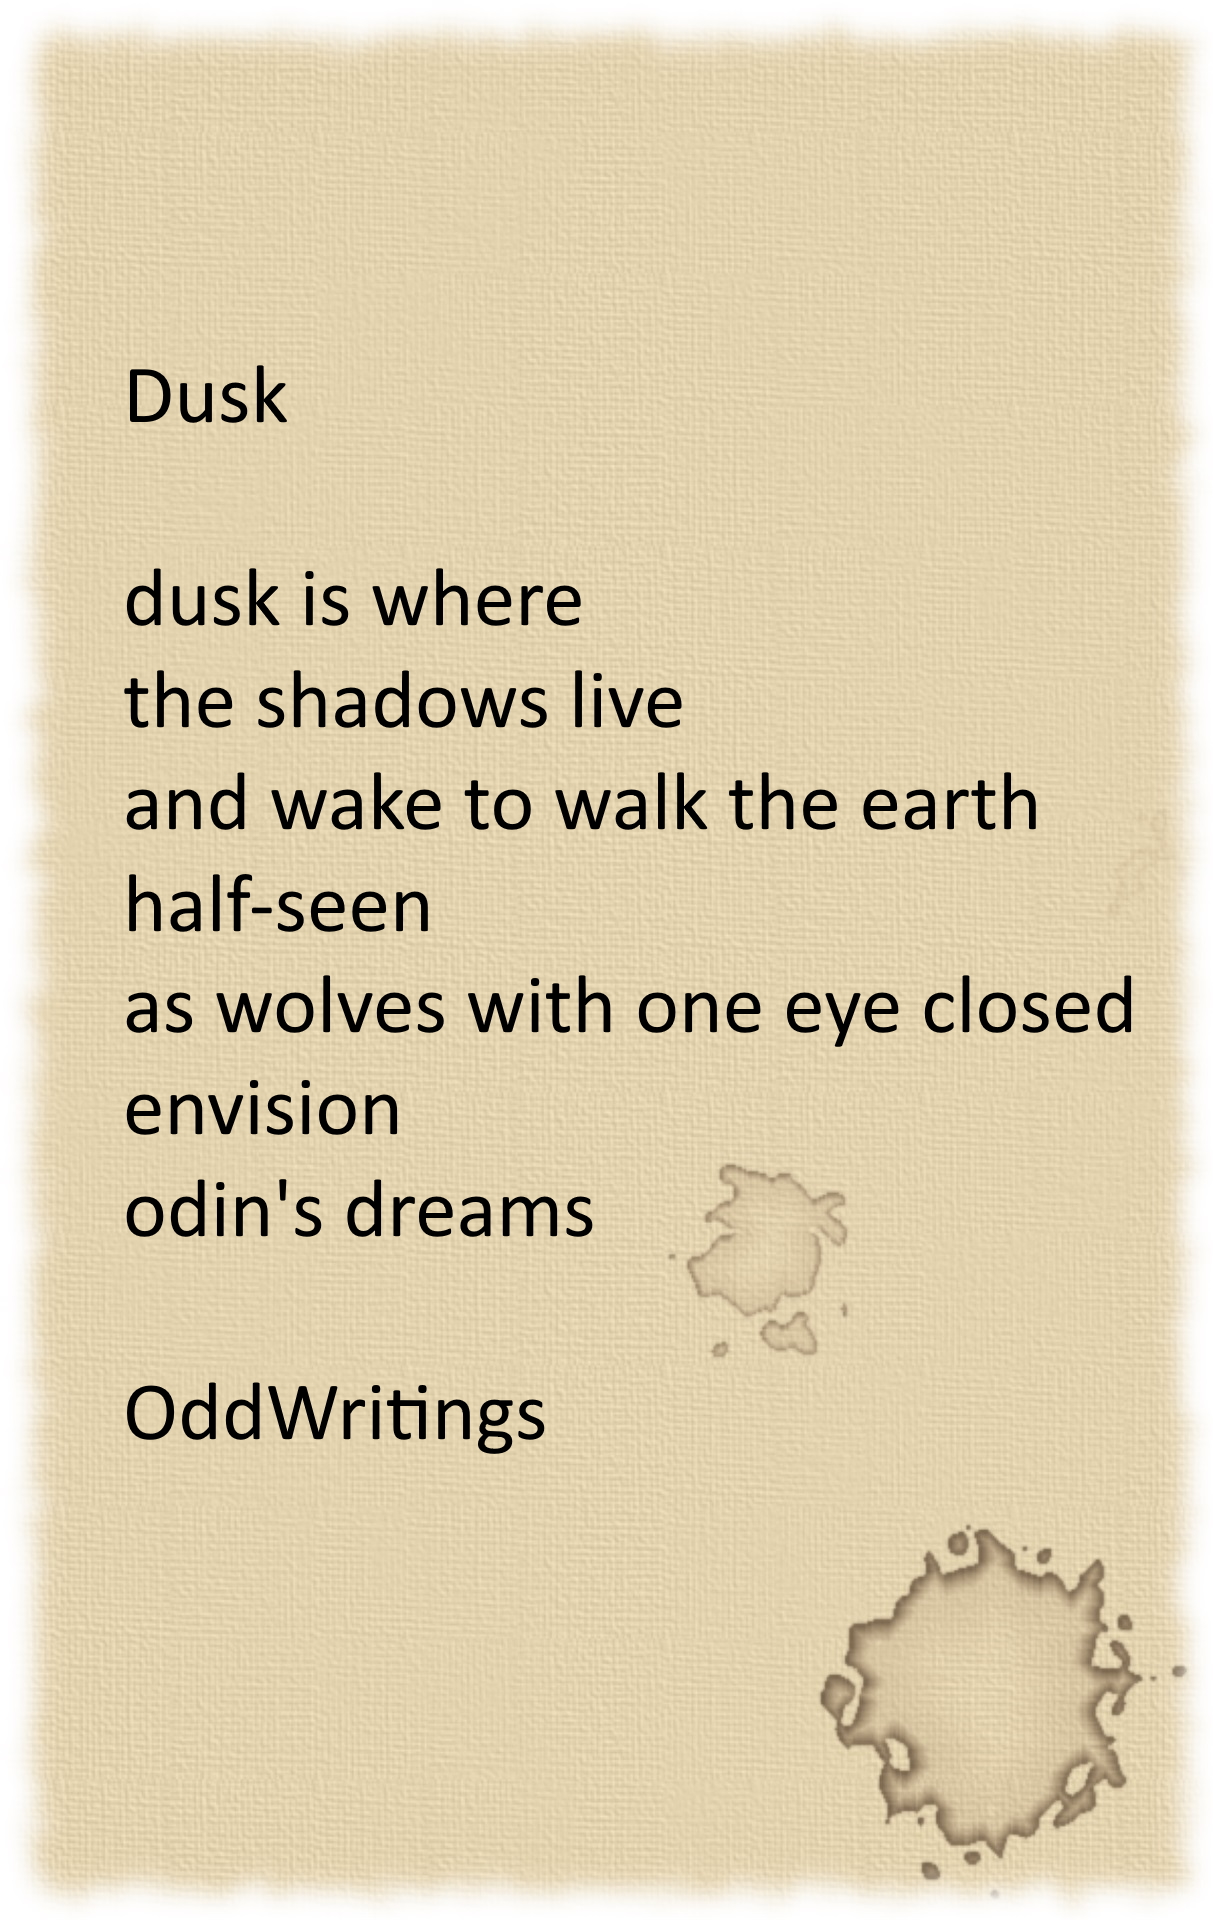 Dusk
dusk is where
the shadows live
and wake to walk the earth
half-seen
as wolves with one eye closed
envision
odin's dreams
OddWritings